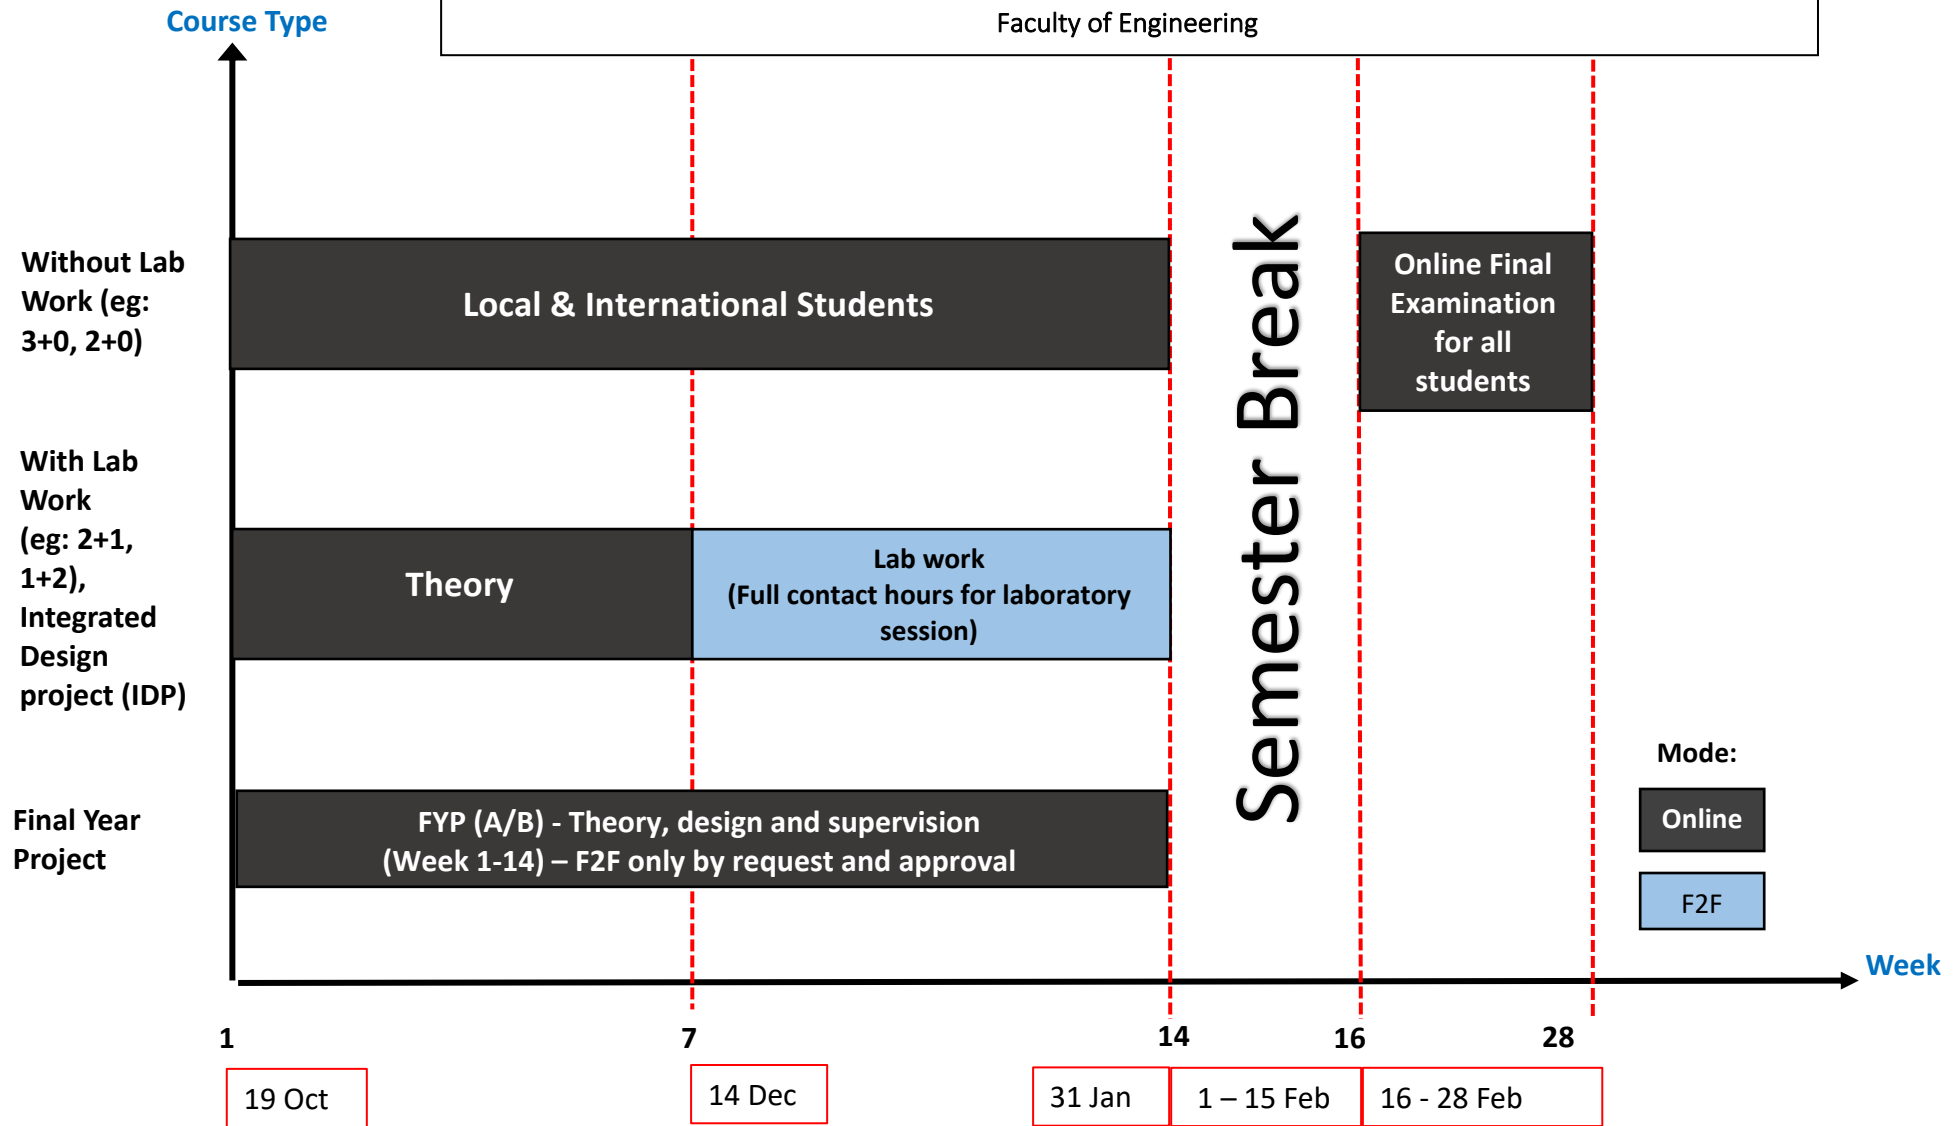 Course Type
Faculty of Engineering
Without Lab
Work (eg:
3+0, 2+0)
Local & International Students
Online Final
Examination
for all
students
Semester Break
With Lab
Work
(eg: 2+1,
1+2),
Integrated
Design
project (IDP)
Theory
Lab work
(Full contact hours for laboratory
session)
Final Year
Project
FYP (A/B) - Theory, design and supervision
(Week 1-14) – F2F only by request and approval
Mode:
Online
F2F
Week
1
7
14
16
28
19 Oct
14 Dec
31 Jan
1 – 15 Feb
16 - 28 Feb